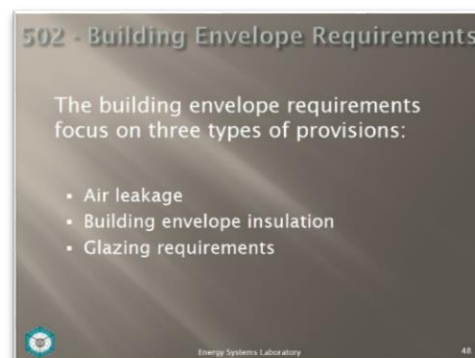 502 - Building Envelope Requirements
The building envelope requirements
focus on three types of provisions:
▪ Air leakage
▪ Building envelope insulation
▪ Glazing requirements
Energy Systems Laboratory
48